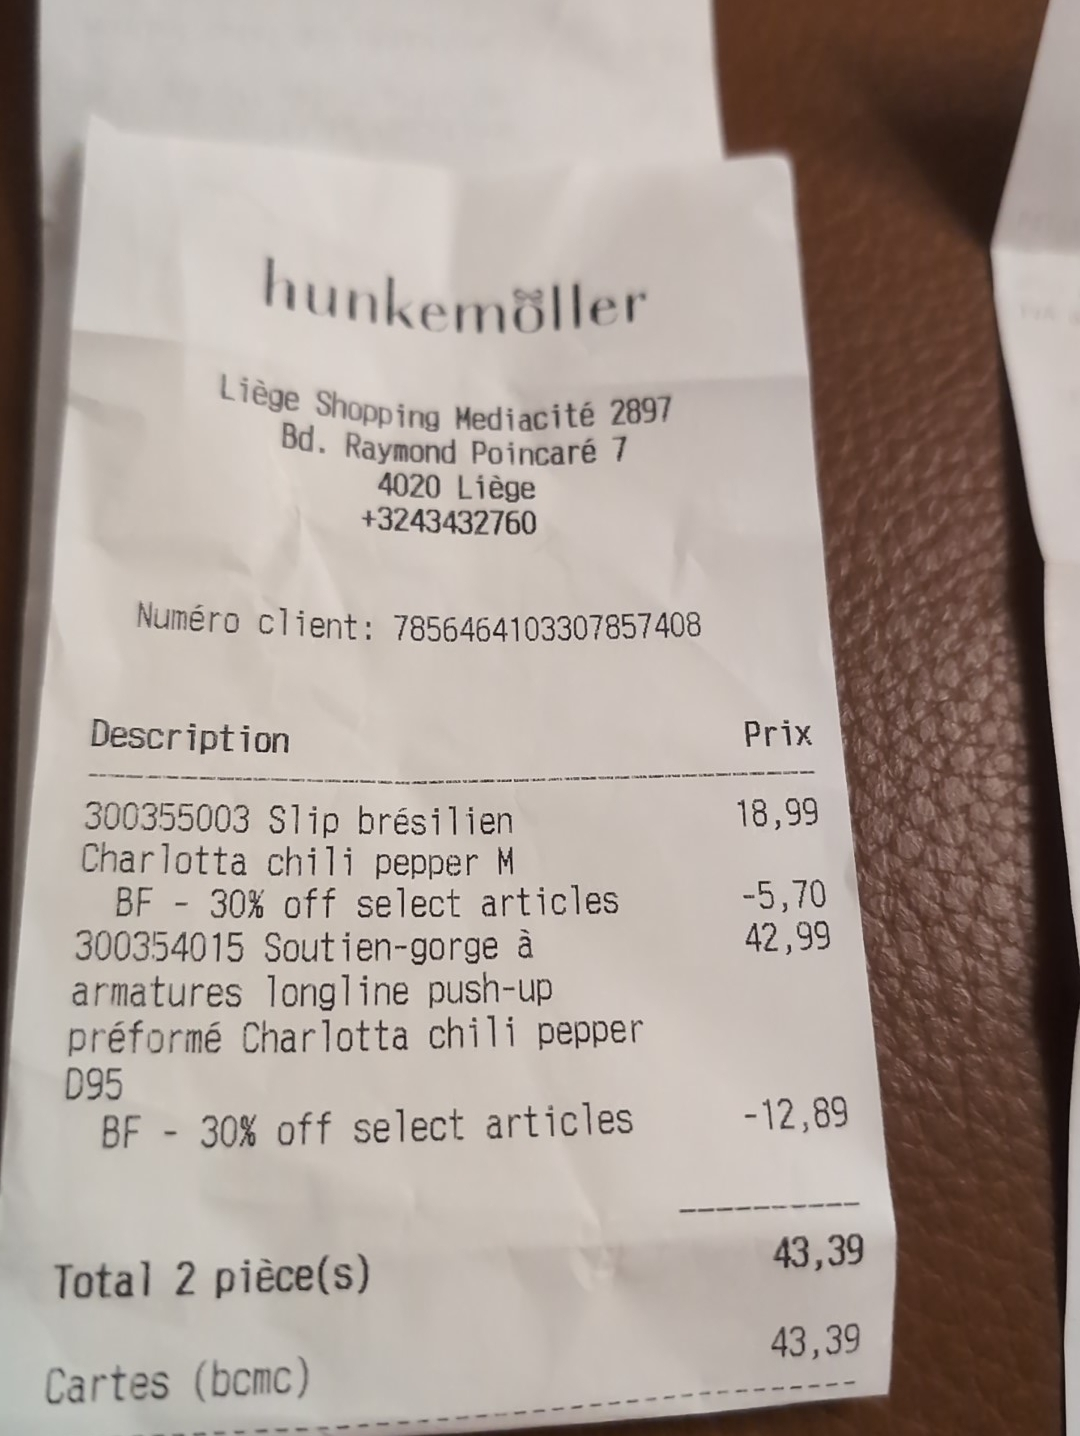 hunkemöller
Liège Shopping Mediacité 2897
Bd. Raymond Poincaré 7
4020 Liège
+3243432760
Numéro client: 7856464103307857408
Description Prix
300355003 Slip brésilien 18,99
Charlotta chili pepper M
BF - 30% off select articles -5,70
300354015 Soutien-gorge à 42,99
armatures longline push-up
préformé Charlotta chili pepper
D95
BF - 30% off select articles -12,89
Total 2 pièce(s) 43,39
Cartes (bcmc) 43,39